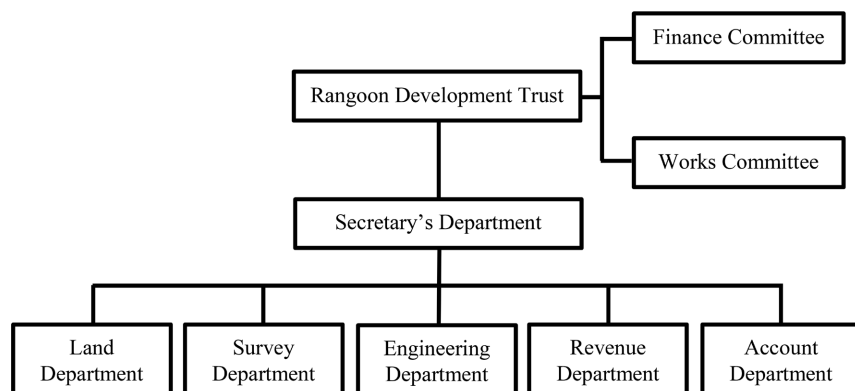 Finance Committee
Rangoon Development Trust
Works Committee
Secretary’s Department
Land
Department
Survey
Department
Engineering
Department
Revenue
Department
Account
Department